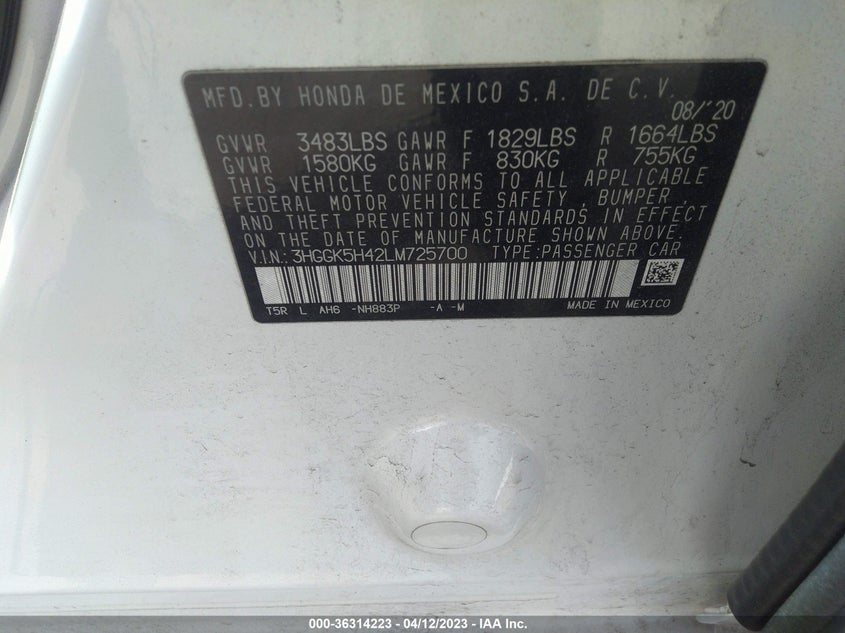 MFD.BY HONDA DE MEXICO S.A. DE C.V.
08/'20
GVWR 3483LBS GAWR F 1829LBS R 1664LBS
GVWR 1580KG GAWR F 830KG R 755KG
THIS VEHICLE CONFORMS TO ALL APPLICABLE
FEDERAL MOTOR VEHICLE SAFETY, BUMPER,
AND THEFT PREVENTION STANDARDS IN EFFECT
ON THE DATE OF MANUFACTURE SHOWN ABOVE.
V.I.N: 3HGGK5H42LM725700 TYPE:PASSENGER CAR
T5R L AH6 -NH883P -A -M MADE IN MEXICO
000-36314223 - 04/12/2023 - IAA Inc.